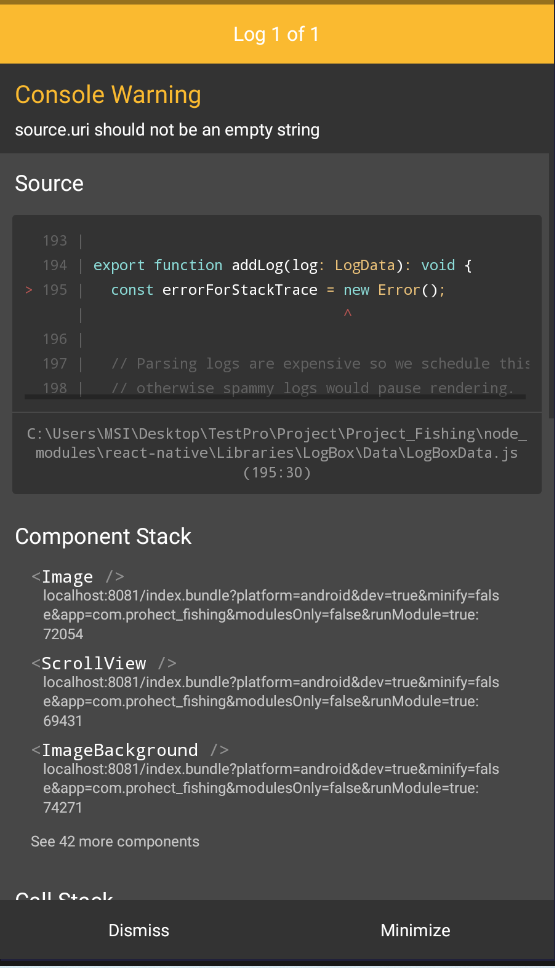 Log 1 of 1
Console Warning
source.uri should not be an empty string
Source
193 |
194 | export function addLog(log: LogData): void {
> 195 |   const errorForStackTrace = new Error();
|                              ^
196 |
197 |   // Parsing logs are expensive so we schedule this
198 |   // otherwise spammy logs would pause rendering.
C:\Users\MSI\Desktop\TestPro\Project\Project_Fishing\node_
modules\react-native\Libraries\LogBox\Data\LogBoxData.js
(195:30)
Component Stack
<Image />
localhost:8081/index.bundle?platform=android&dev=true&minify=fals
e&app=com.prohect_fishing&modulesOnly=false&runModule=true:
72054
<ScrollView />
localhost:8081/index.bundle?platform=android&dev=true&minify=fals
e&app=com.prohect_fishing&modulesOnly=false&runModule=true:
69431
<ImageBackground />
localhost:8081/index.bundle?platform=android&dev=true&minify=fals
e&app=com.prohect_fishing&modulesOnly=false&runModule=true:
74271
See 42 more components
Call Stack
Dismiss
Minimize